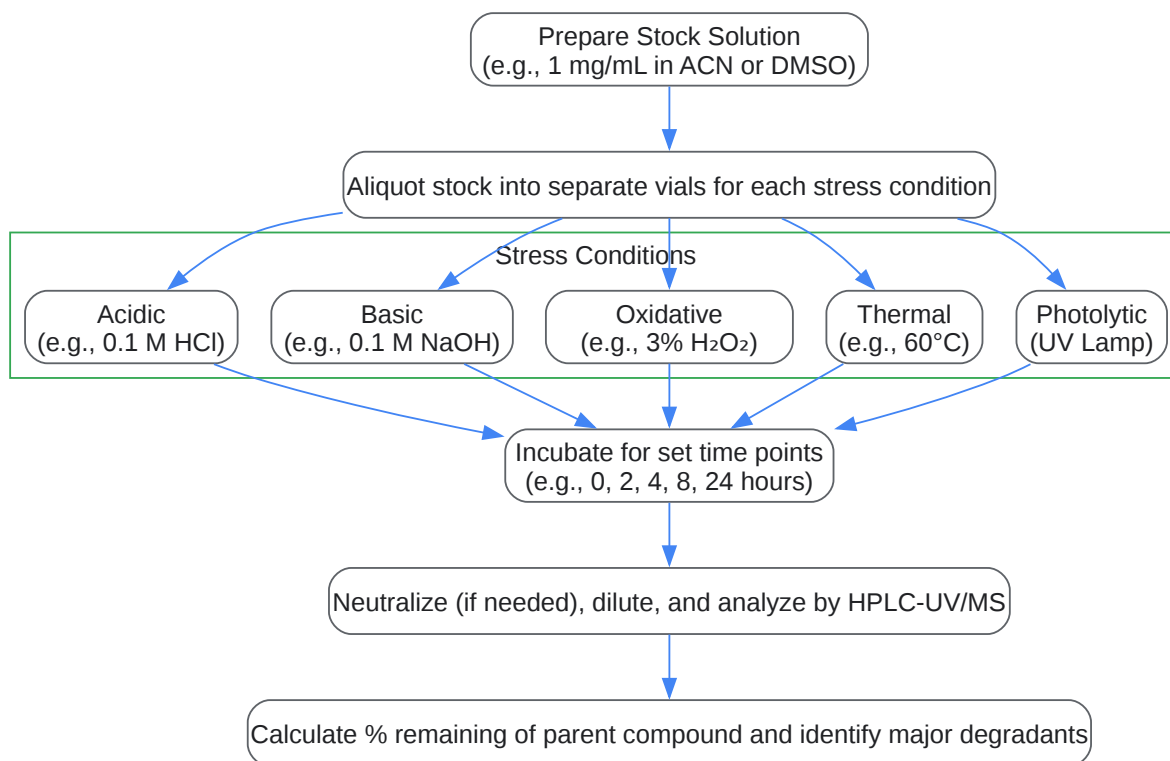 Prepare Stock Solution
(e.g., 1 mg/mL in ACN or DMSO)
Aliquot stock into separate vials for each stress condition
Stress Conditions
Acidic
(e.g., 0.1 M HCl)
Basic
(e.g., 0.1 M NaOH)
Oxidative
(e.g., 3% H₂O₂)
Thermal
(e.g., 60°C)
Photolytic
(UV Lamp)
Incubate for set time points
(e.g., 0, 2, 4, 8, 24 hours)
Neutralize (if needed), dilute, and analyze by HPLC-UV/MS
Calculate % remaining of parent compound and identify major degradants